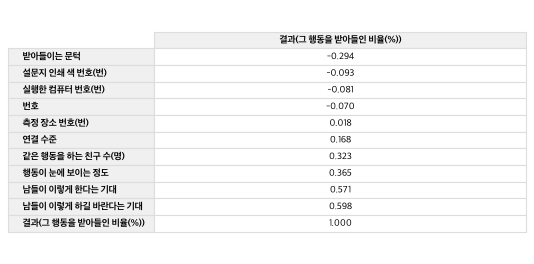 결과(그 행동을 받아들인 비율(%))
받아들이는 문턱 -0.294
설문지 인쇄 색 번호(번) -0.093
실행한 컴퓨터 번호(번) -0.081
번호 -0.070
측정 장소 번호(번) 0.018
연결 수준 0.168
같은 행동을 하는 친구 수(명) 0.323
행동이 눈에 보이는 정도 0.365
남들이 이렇게 한다는 기대 0.571
남들이 이렇게 하길 바란다는 기대 0.598
결과(그 행동을 받아들인 비율(%)) 1.000